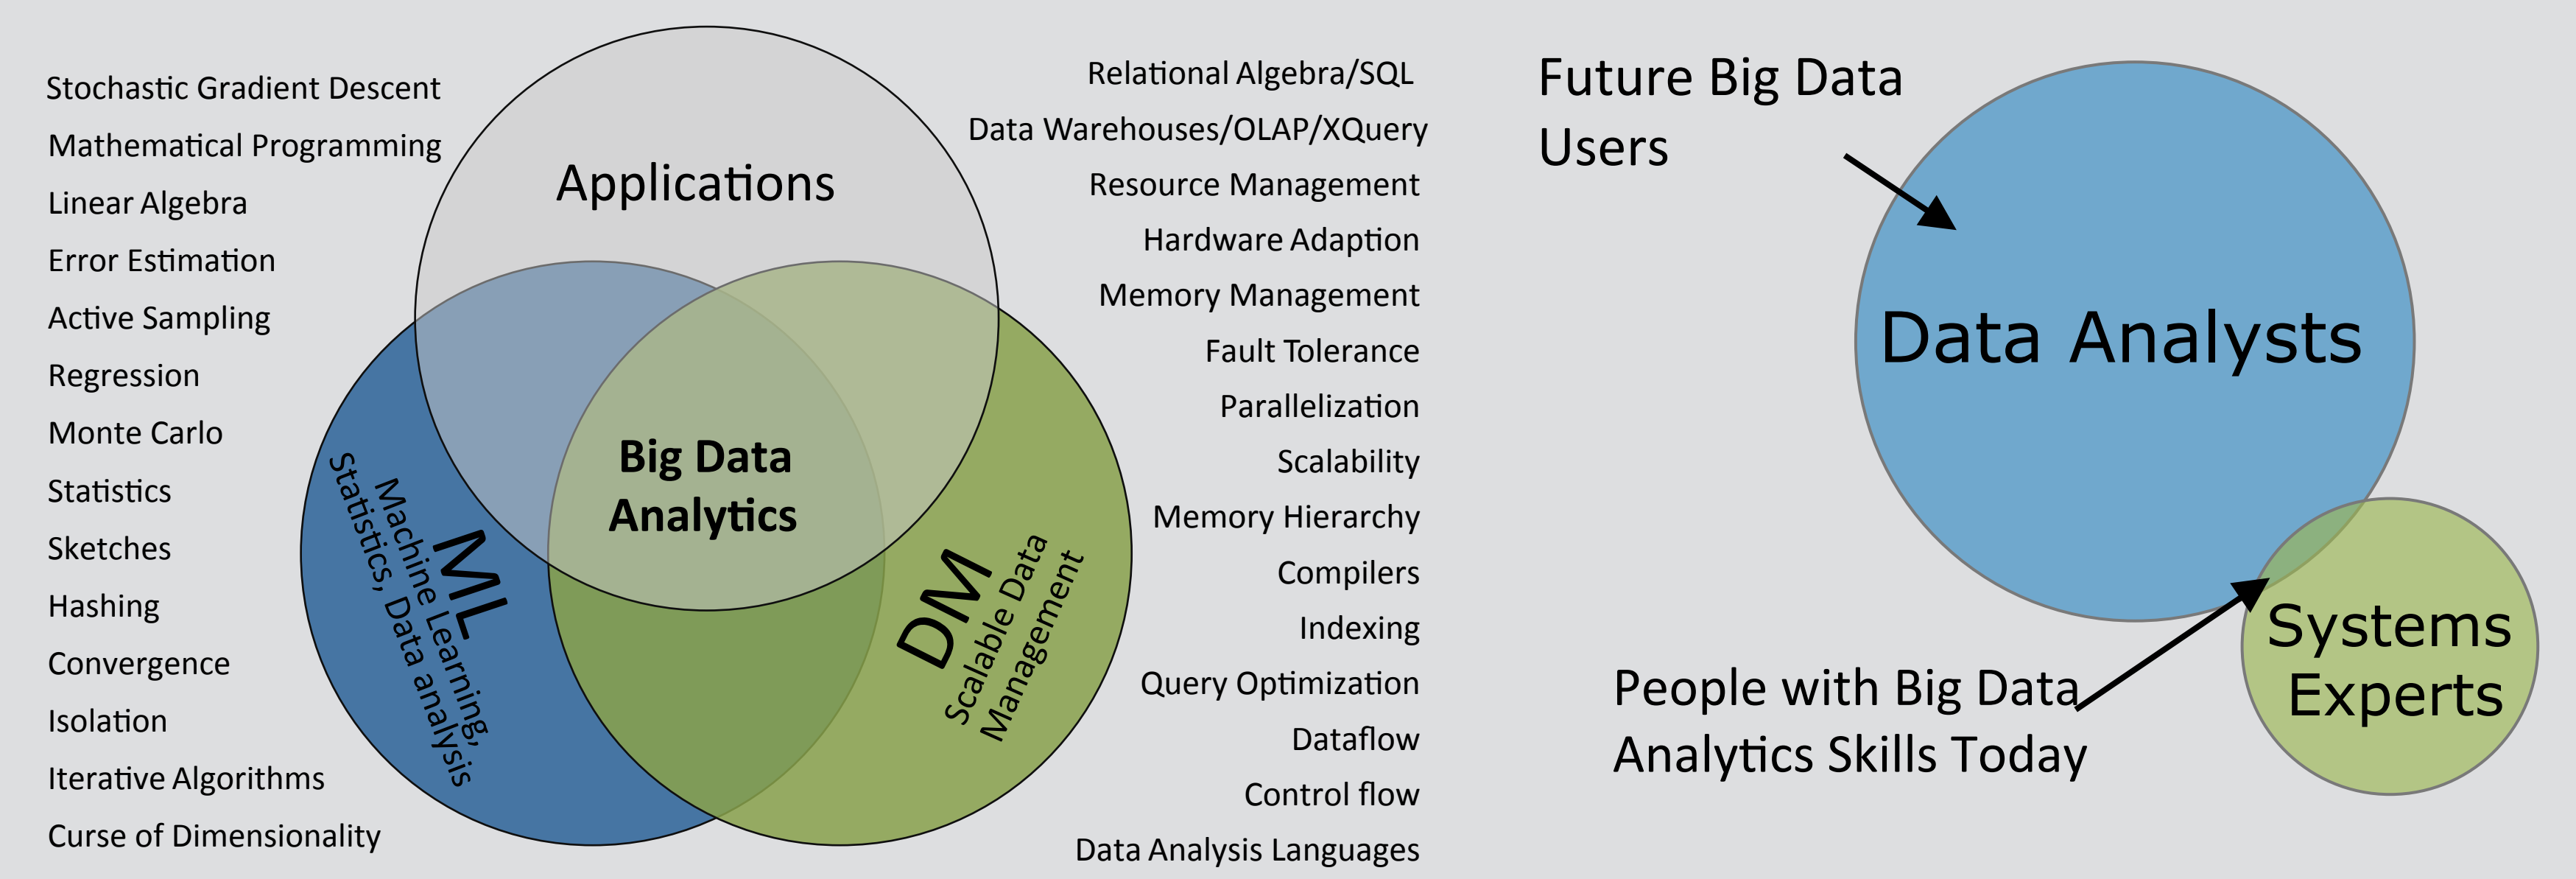 Stochastic Gradient Descent
Mathematical Programming
Linear Algebra
Error Estimation
Active Sampling
Regression
Monte Carlo
Statistics
Sketches
Hashing
Convergence
Isolation
Iterative Algorithms
Curse of Dimensionality
Applications
Big Data
Analytics
ML
Machine Learning,
Statistics, Data analysis
DM
Scalable Data
Management
Relational Algebra/SQL
Data Warehouses/OLAP/XQuery
Resource Management
Hardware Adaption
Memory Management
Fault Tolerance
Parallelization
Scalability
Memory Hierarchy
Compilers
Indexing
Query Optimization
Dataflow
Control flow
Data Analysis Languages
Future Big Data
Users
Data Analysts
Systems
Experts
People with Big Data
Analytics Skills Today